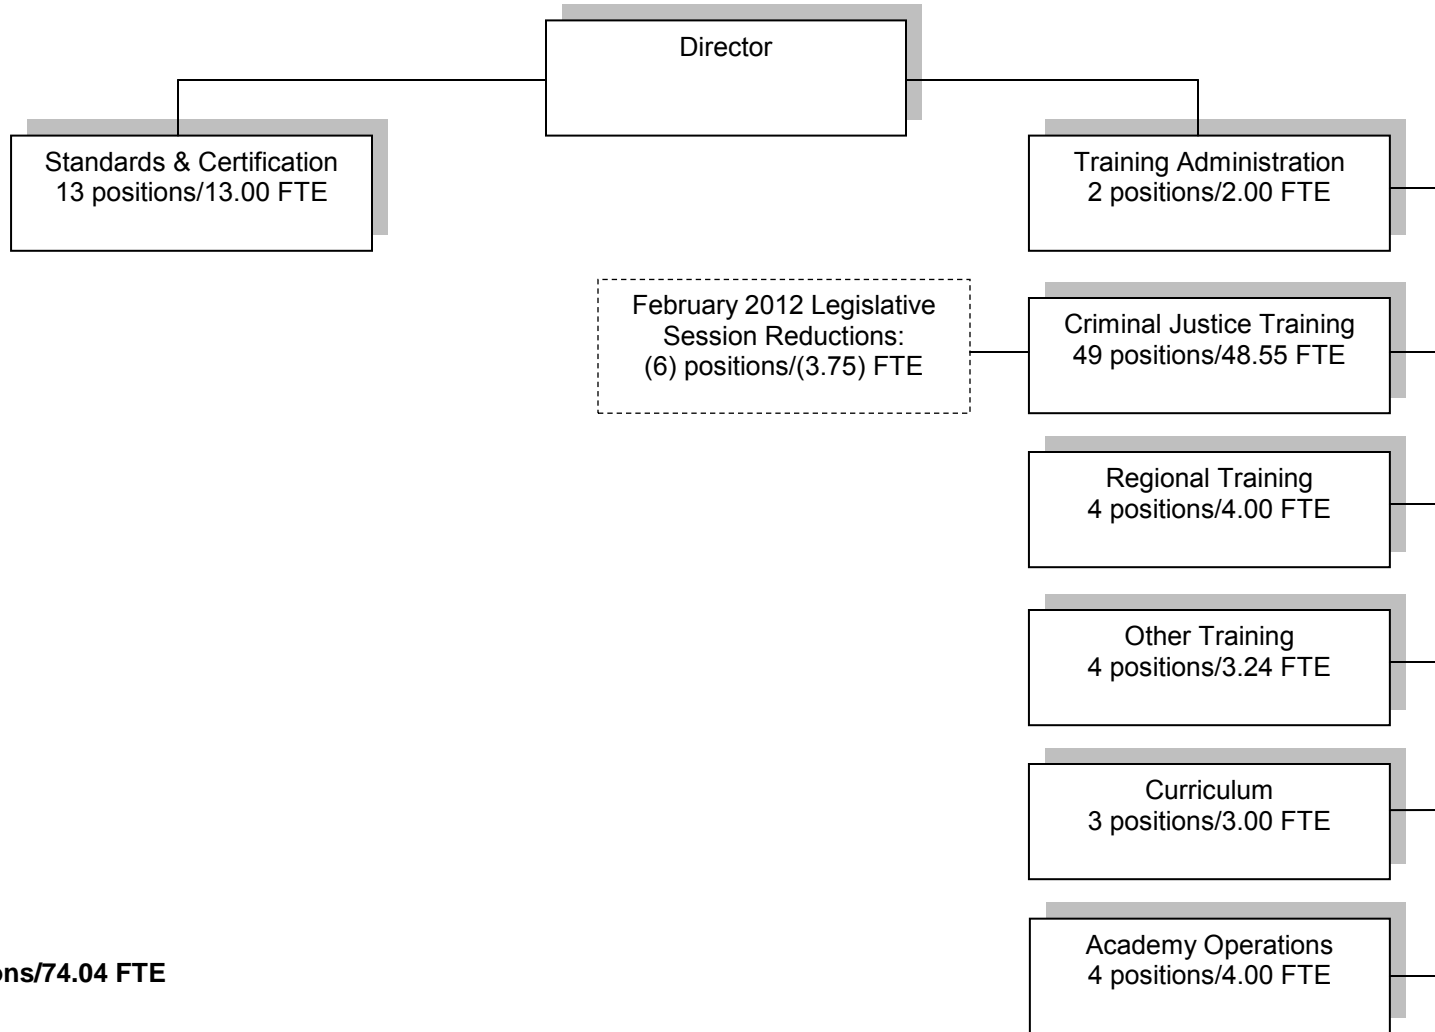 Director
Standards & Certification
13 positions/13.00 FTE
Training Administration
2 positions/2.00 FTE
February 2012 Legislative
Session Reductions:
(6) positions/(3.75) FTE
Criminal Justice Training
49 positions/48.55 FTE
Regional Training
4 positions/4.00 FTE
Other Training
4 positions/3.24 FTE
Curriculum
3 positions/3.00 FTE
Academy Operations
4 positions/4.00 FTE
ons/74.04 FTE